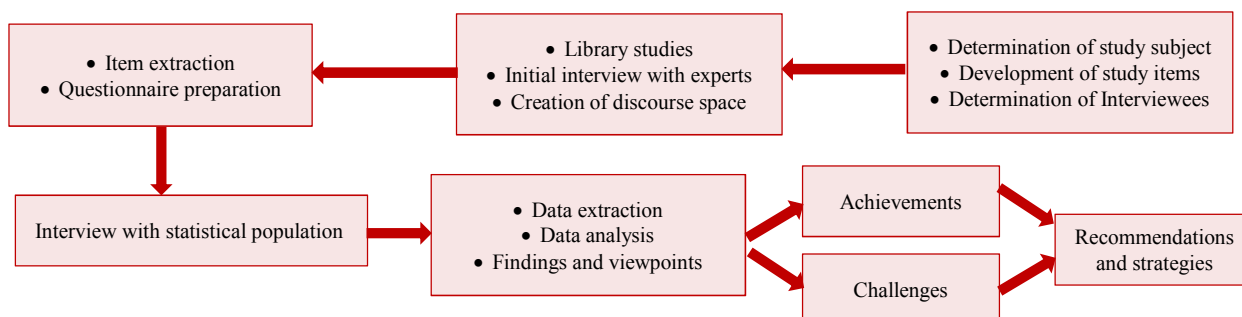 • Item extraction
• Questionnaire preparation
• Library studies
• Initial interview with experts
• Creation of discourse space
• Determination of study subject
• Development of study items
• Determination of Interviewees
Interview with statistical population
• Data extraction
• Data analysis
• Findings and viewpoints
Achievements
Challenges
Recommendations
and strategies